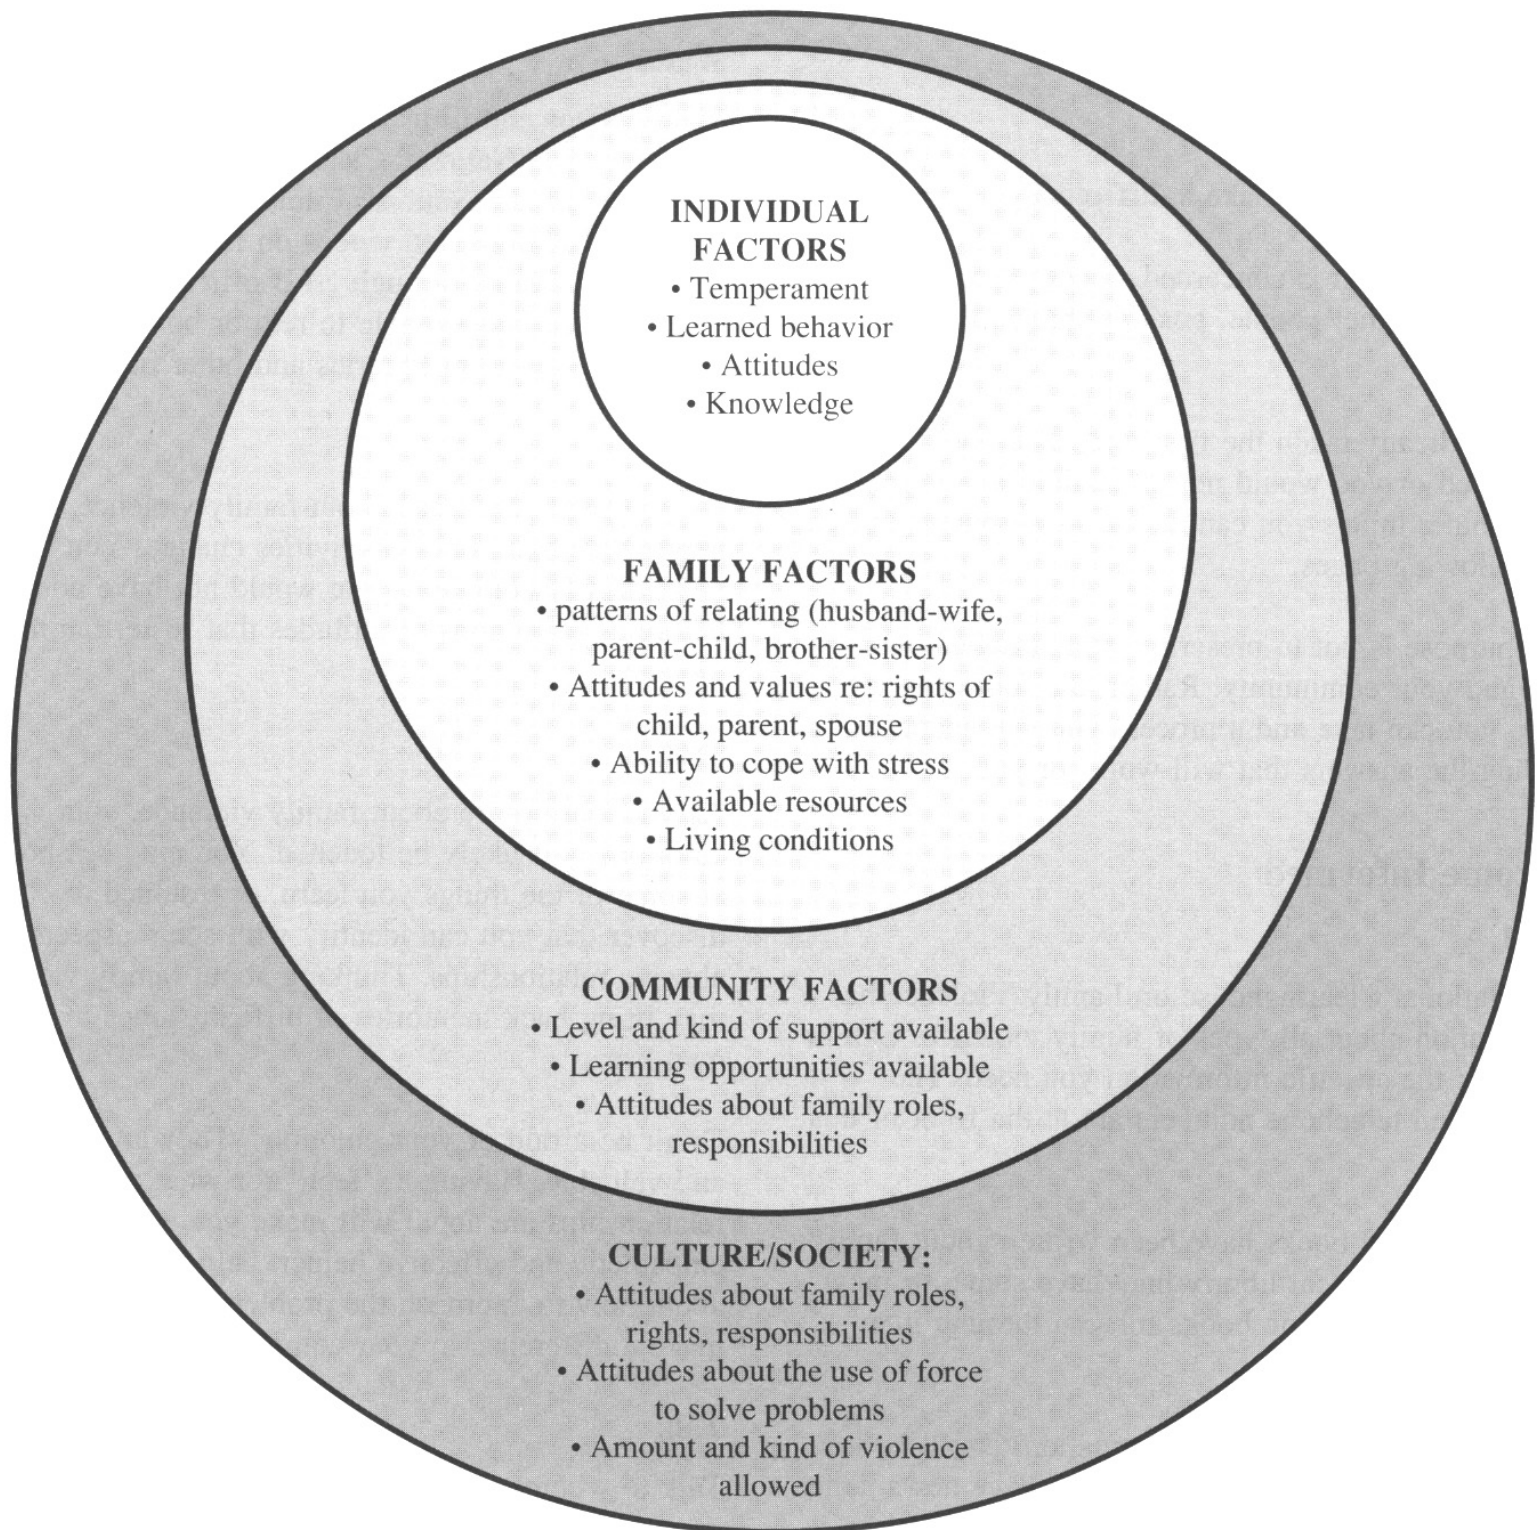 INDIVIDUAL
FACTORS
• Temperament
• Learned behavior
• Attitudes
• Knowledge
FAMILY FACTORS
• patterns of relating (husband-wife,
parent-child, brother-sister)
• Attitudes and values re: rights of
child, parent, spouse
• Ability to cope with stress
• Available resources
• Living conditions
COMMUNITY FACTORS
• Level and kind of support available
• Learning opportunities available
• Attitudes about family roles,
responsibilities
CULTURE/SOCIETY:
• Attitudes about family roles,
rights, responsibilities
• Attitudes about the use of force
to solve problems
• Amount and kind of violence
allowed